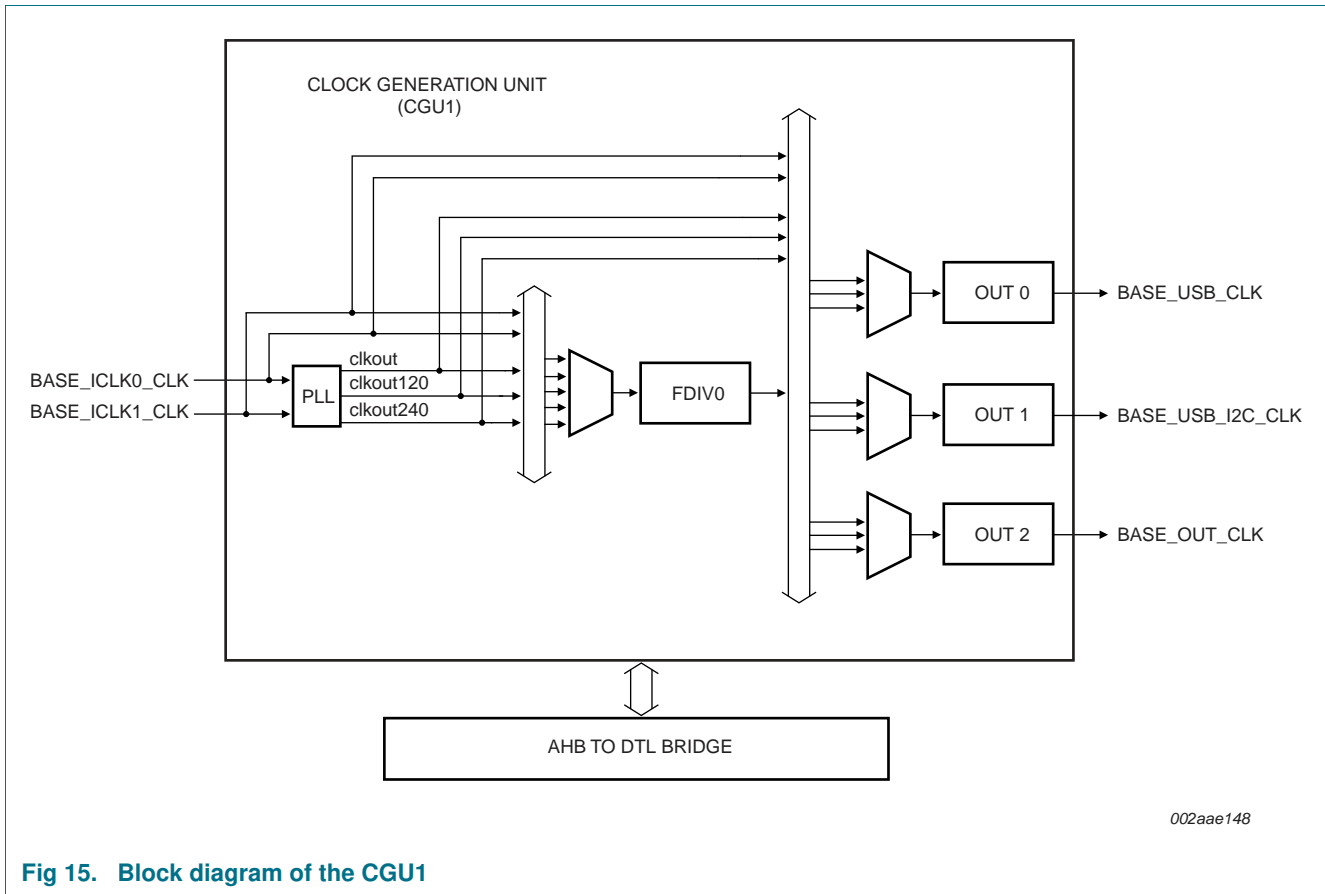 CLOCK GENERATION UNIT
(CGU1)
BASE_ICLK0_CLK
BASE_ICLK1_CLK
PLL
clkout
clkout120
clkout240
FDIV0
OUT 0
BASE_USB_CLK
OUT 1
BASE_USB_I2C_CLK
OUT 2
BASE_OUT_CLK
AHB TO DTL BRIDGE
002aae148
Fig 15. Block diagram of the CGU1